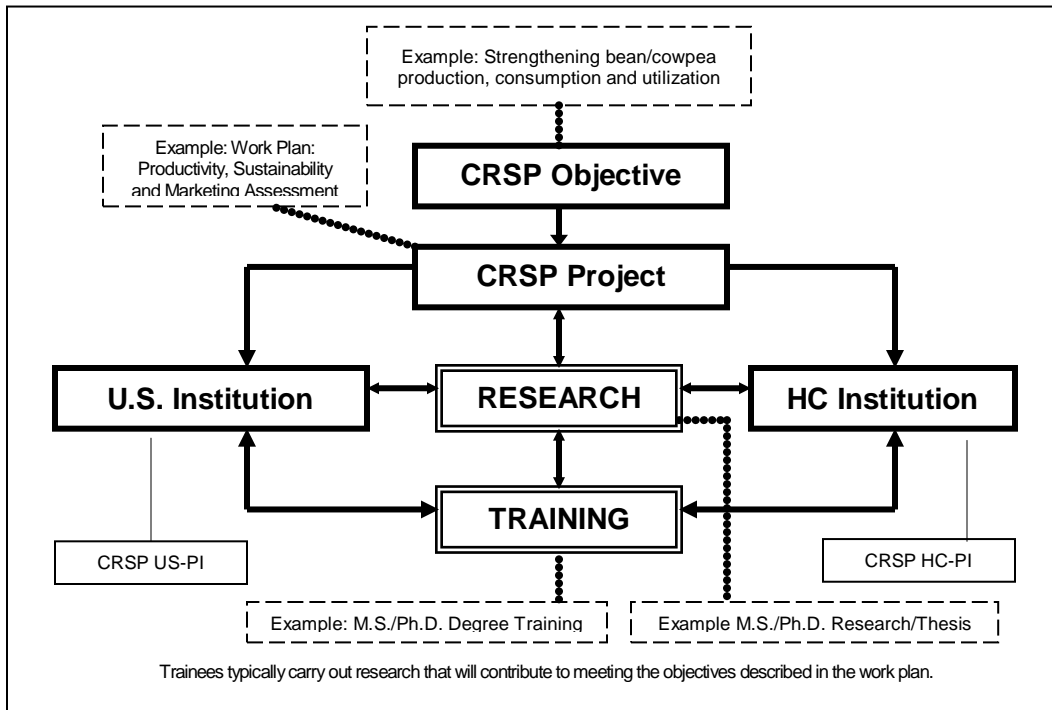 Example: Strengthening bean/cowpea
production, consumption and utilization
Example: Work Plan:
Productivity, Sustainability
and Marketing Assessment
CRSP Objective
CRSP Project
U.S. Institution
RESEARCH
HC Institution
TRAINING
CRSP US-PI
CRSP HC-PI
Example: M.S./Ph.D. Degree Training
Example M.S./Ph.D. Research/Thesis
Trainees typically carry out research that will contribute to meeting the objectives described in the work plan.